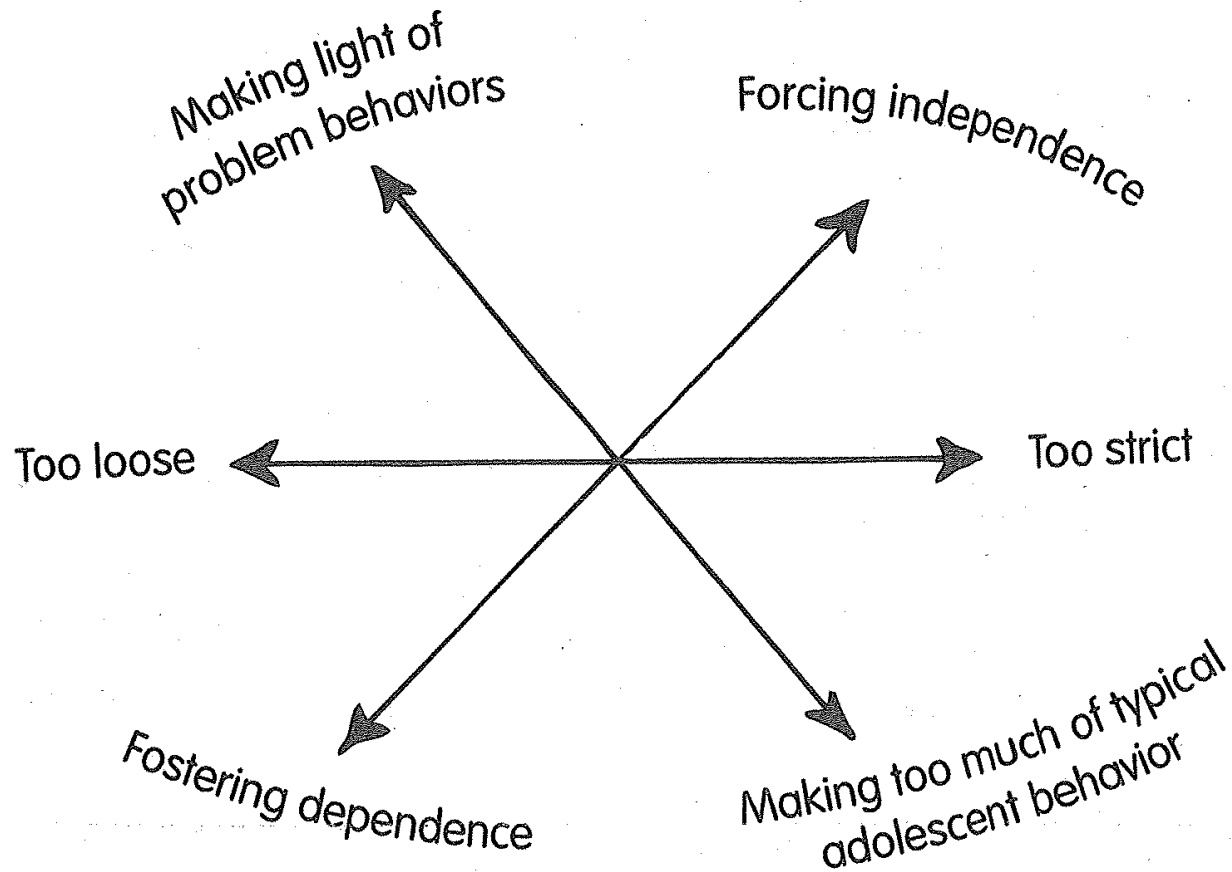 Making light of
problem behaviors
Forcing independence
Too loose
Too strict
Fostering dependence
Making too much of typical
adolescent behavior